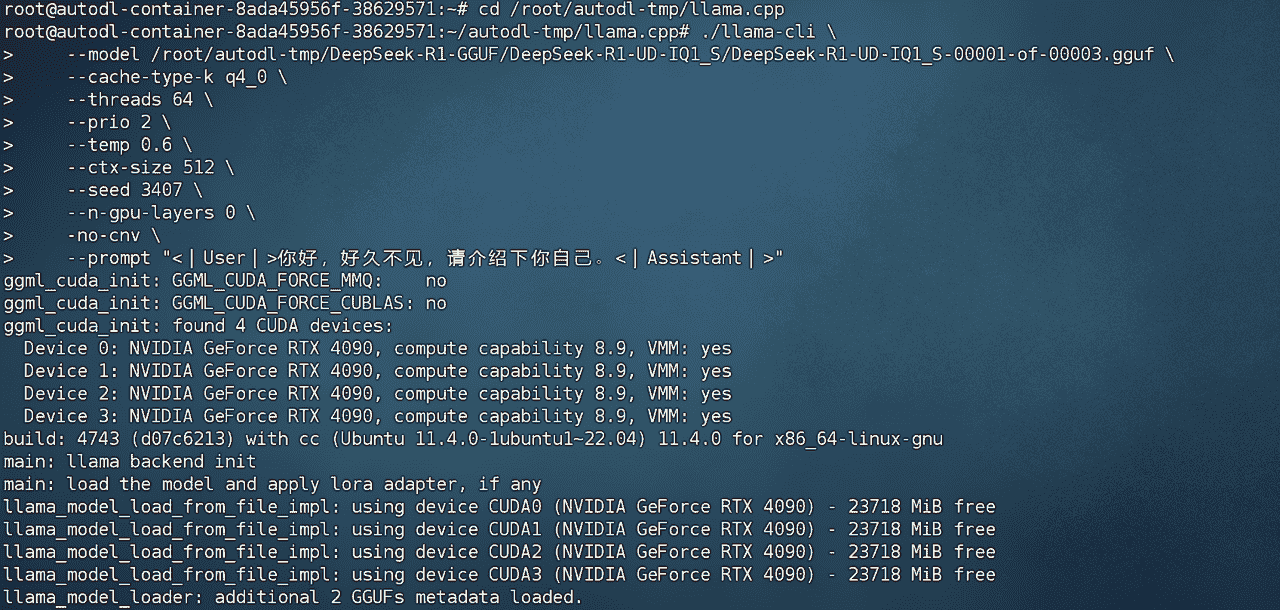 root@autodl-container-8ada45956f-38629571:~# cd /root/autodl-tmp/llama.cpp
root@autodl-container-8ada45956f-38629571:~/autodl-tmp/llama.cpp# ./llama-cli \
>     --model /root/autodl-tmp/DeepSeek-R1-GGUF/DeepSeek-R1-UD-IQ1_S/DeepSeek-R1-UD-IQ1_S-00001-of-00003.gguf \
>     --cache-type-k q4_0 \
>     --threads 64 \
>     --prio 2 \
>     --temp 0.6 \
>     --ctx-size 512 \
>     --seed 3407 \
>     --n-gpu-layers 0 \
>     -no-cnv \
>     --prompt "<｜User｜>你好，好久不见，请介绍下你自己。<｜Assistant｜>"
ggml_cuda_init: GGML_CUDA_FORCE_MMQ:    no
ggml_cuda_init: GGML_CUDA_FORCE_CUBLAS: no
ggml_cuda_init: found 4 CUDA devices:
  Device 0: NVIDIA GeForce RTX 4090, compute capability 8.9, VMM: yes
  Device 1: NVIDIA GeForce RTX 4090, compute capability 8.9, VMM: yes
  Device 2: NVIDIA GeForce RTX 4090, compute capability 8.9, VMM: yes
  Device 3: NVIDIA GeForce RTX 4090, compute capability 8.9, VMM: yes
build: 4743 (d07c6213) with cc (Ubuntu 11.4.0-1ubuntu1~22.04) 11.4.0 for x86_64-linux-gnu
main: llama backend init
main: load the model and apply lora adapter, if any
llama_model_load_from_file_impl: using device CUDA0 (NVIDIA GeForce RTX 4090) - 23718 MiB free
llama_model_load_from_file_impl: using device CUDA1 (NVIDIA GeForce RTX 4090) - 23718 MiB free
llama_model_load_from_file_impl: using device CUDA2 (NVIDIA GeForce RTX 4090) - 23718 MiB free
llama_model_load_from_file_impl: using device CUDA3 (NVIDIA GeForce RTX 4090) - 23718 MiB free
llama_model_loader: additional 2 GGUFs metadata loaded.